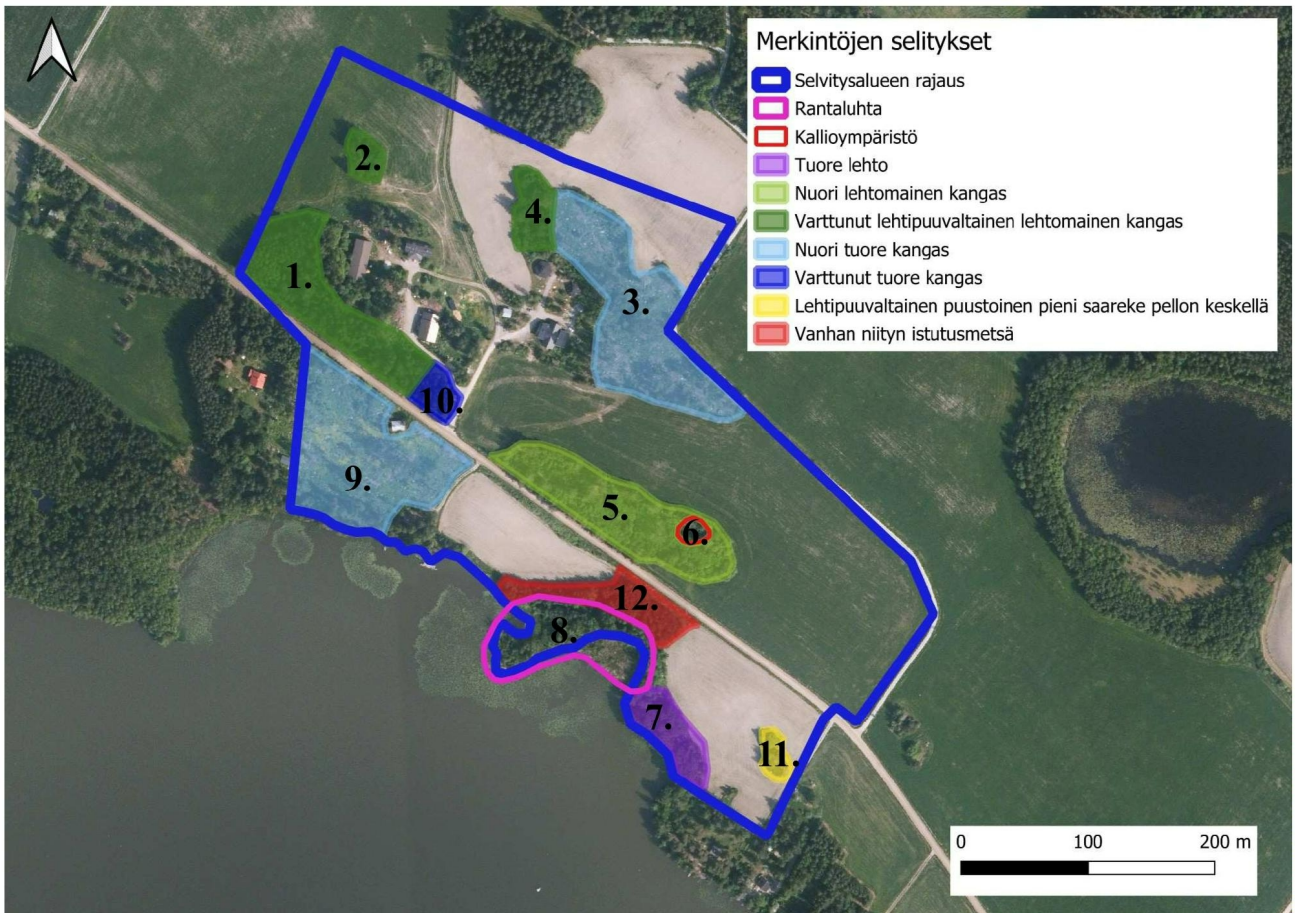 Merkintöjen selitykset
Selvitysalueen rajaus
Rantaluhta
Kallioympäristö
Tuore lehto
Nuori lehtomainen kangas
Varttunut lehtipuuvaltainen lehtomainen kangas
Nuori tuore kangas
Varttunut tuore kangas
Lehtipuuvaltainen puustoinen pieni saareke pellon keskellä
Vanhan niityn istutusmetsä
2.
4.
1.
3.
10.
9.
5.
6.
12.
8.
7.
11.
0 100 200 m